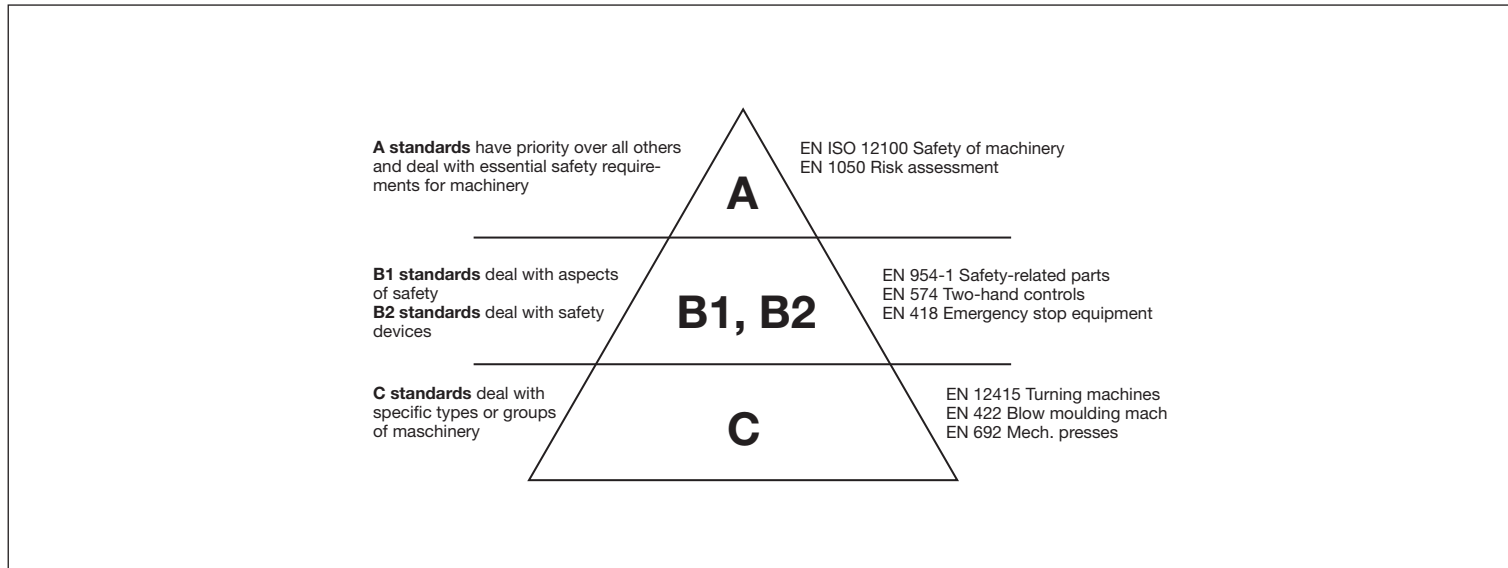 A standards have priority over all others
and deal with essential safety require-
ments for machinery
EN ISO 12100 Safety of machinery
EN 1050 Risk assessment
A
B1 standards deal with aspects
of safety
B2 standards deal with safety
devices
B1, B2
EN 954-1 Safety-related parts
EN 574 Two-hand controls
EN 418 Emergency stop equipment
C standards deal with
specific types or groups
of maschinery
C
EN 12415 Turning machines
EN 422 Blow moulding mach
EN 692 Mech. presses